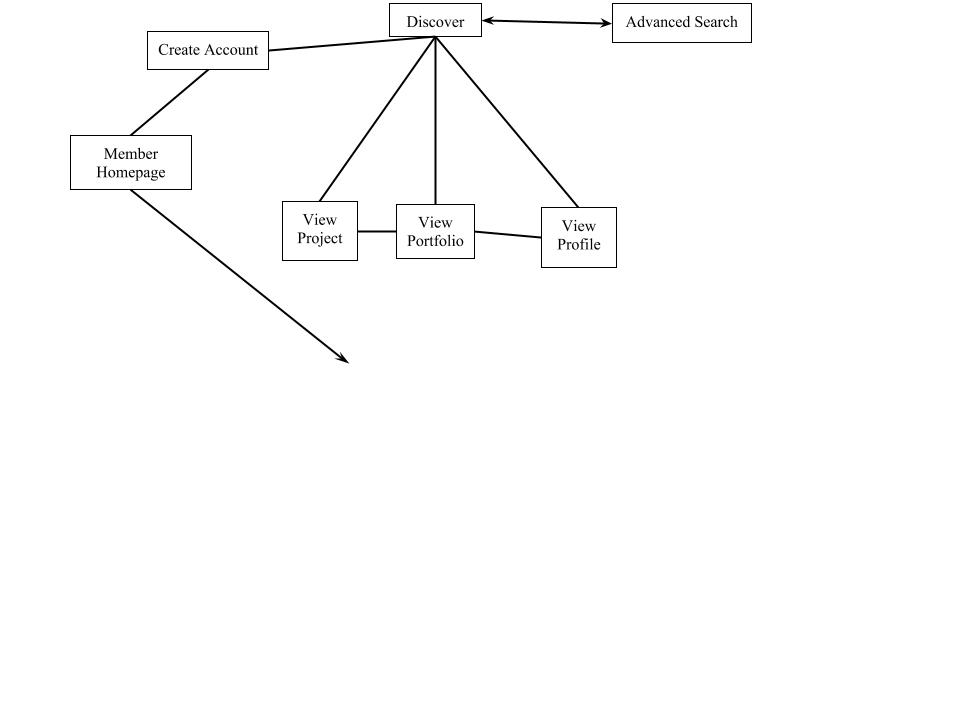 Discover
Advanced Search
Create Account
Member
Homepage
View
Project
View
Portfolio
View
Profile